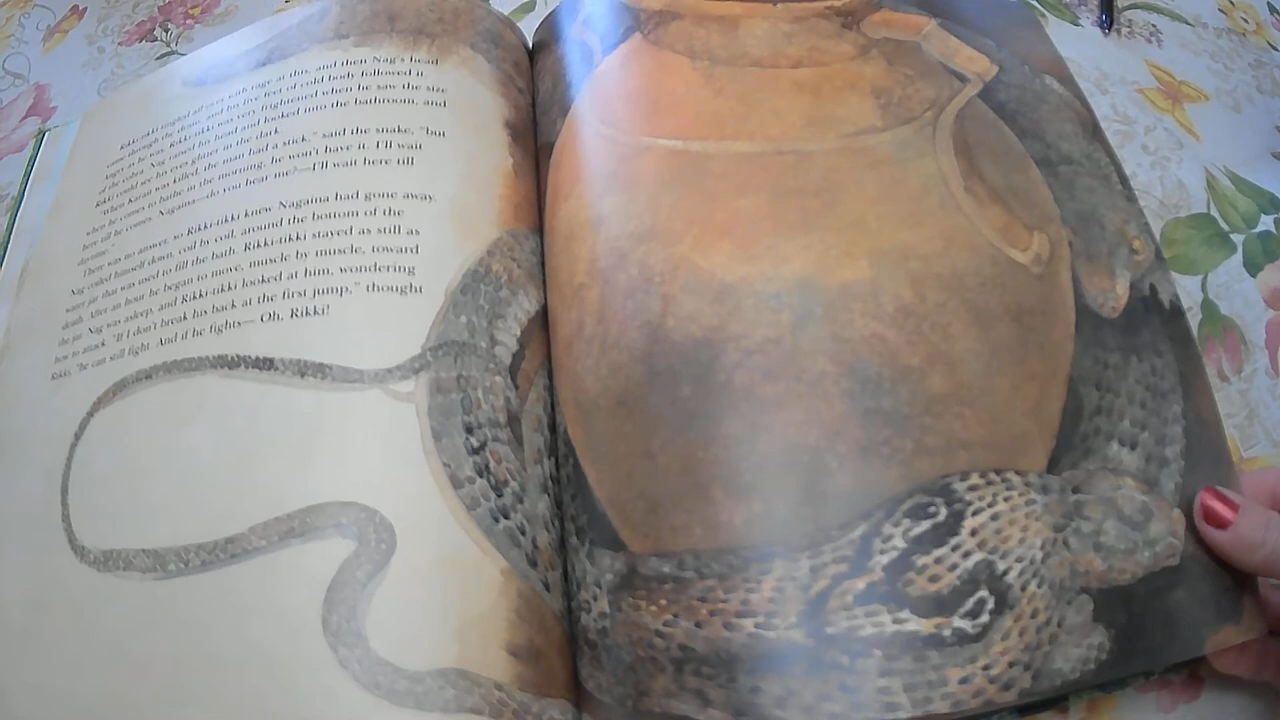 Rikki-tikki tingled all over with rage at this, and then Nag's head
came through the drain, and his five feet of cold body followed it.
Angry as he was, Rikki-tikki was very frightened when he saw the size
of the cobra. Nag raised his head and looked into the bathroom, and
Rikki could see his eyes glitter in the dark.
"When Karait was killed, the man had a stick," said the snake, "but
when he comes to bathe in the morning, he won't have it. I'll wait
here till he comes. Nagaina—do you hear me?—I'll wait here till
daytime."
There was no answer, so Rikki-tikki knew Nagaina had gone away.
Nag coiled himself down, coil by coil, around the bottom of the
water jar that was used to fill the bath. Rikki-tikki stayed as still as
death. After an hour he began to move, muscle by muscle, toward
the jar. Nag was asleep, and Rikki-tikki looked at him, wondering
how to attack. "If I don't break his back at the first jump," thought
Rikki, "he can still fight. And if he fights— Oh, Rikki!